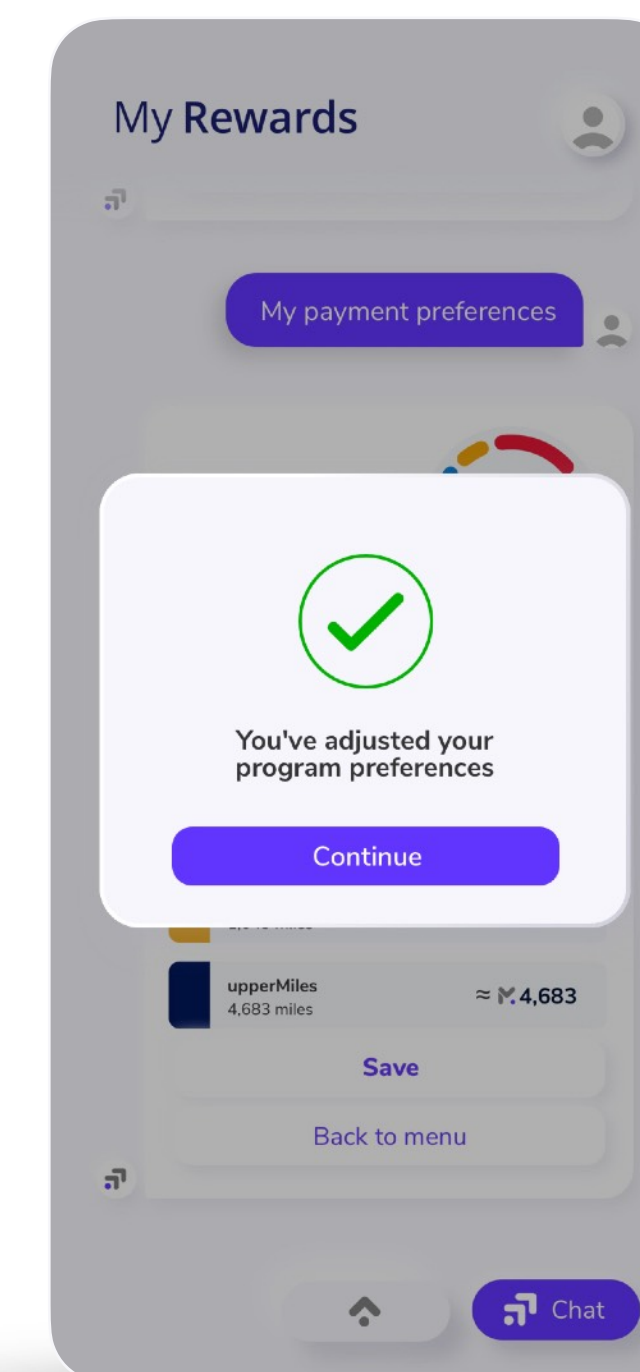 My Rewards
My payment preferences
You've adjusted your
program preferences
Continue
upperMiles
4,683 miles
≈ M. 4,683
Save
Back to menu
Chat